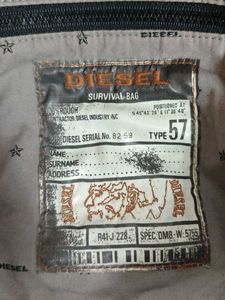 DIESEL
DIESEL
SURVIVAL BAG
POSITIONED AT
CONTRACTOR: DIESEL INDUSTRY INC
DIESEL SERIAL No. 82 59
TYPE 57
NAME
SURNAME
ADDRESS
DIESEL
DIESEL
R41-J-228
SPEC. DMB-W-5755
DIESEL